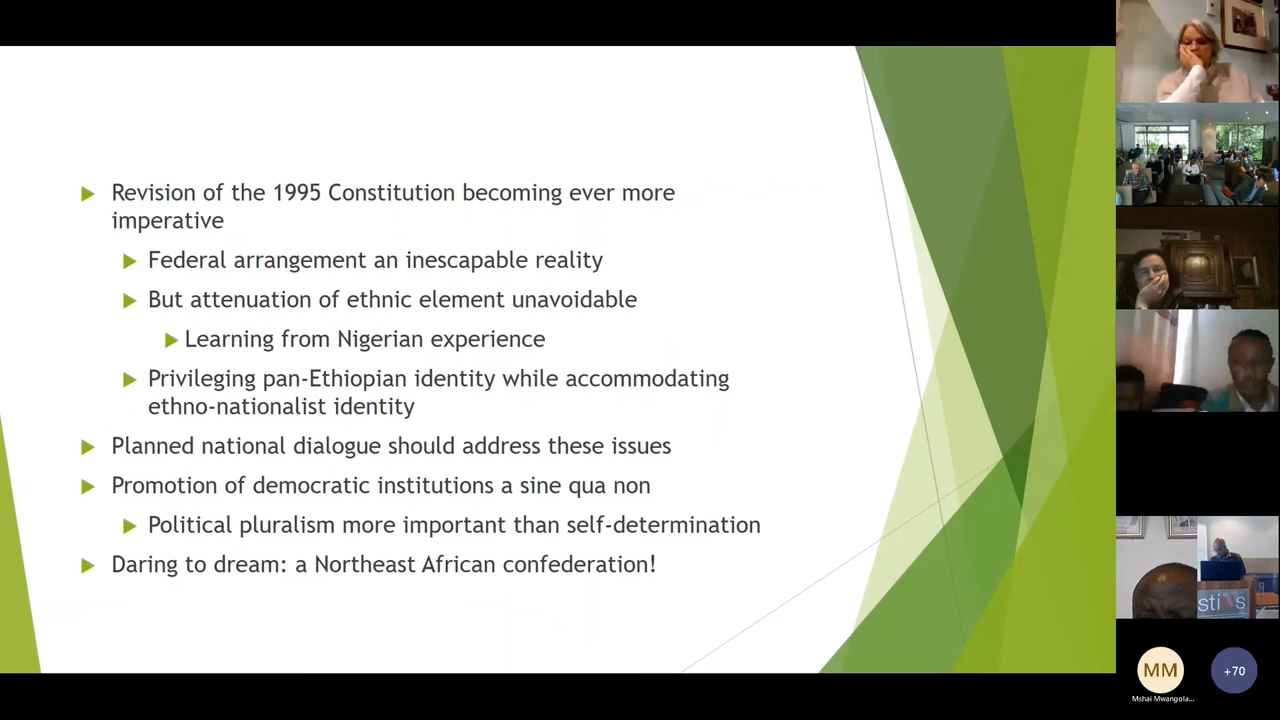 Revision of the 1995 Constitution becoming ever more
imperative
Federal arrangement an inescapable reality
But attenuation of ethnic element unavoidable
Learning from Nigerian experience
Privileging pan-Ethiopian identity while accommodating
ethno-nationalist identity
Planned national dialogue should address these issues
Promotion of democratic institutions a sine qua non
Political pluralism more important than self-determination
Daring to dream: a Northeast African confederation!
MM
Mshai Mwangola...
+70